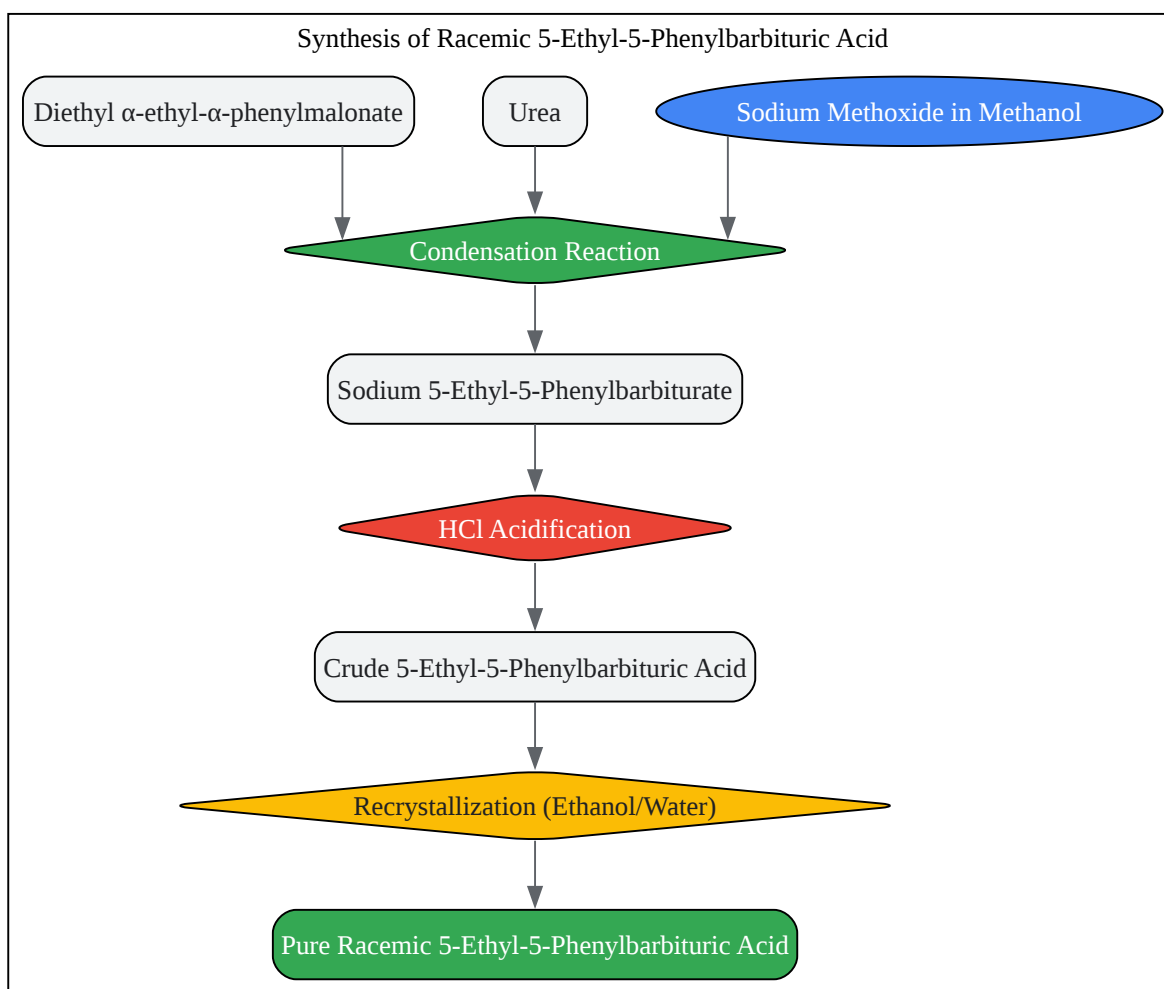 Synthesis of Racemic 5-Ethyl-5-Phenylbarbituric Acid
Diethyl α-ethyl-α-phenylmalonate
Urea
Sodium Methoxide in Methanol
Condensation Reaction
Sodium 5-Ethyl-5-Phenylbarbiturate
HCl Acidification
Crude 5-Ethyl-5-Phenylbarbituric Acid
Recrystallization (Ethanol/Water)
Pure Racemic 5-Ethyl-5-Phenylbarbituric Acid